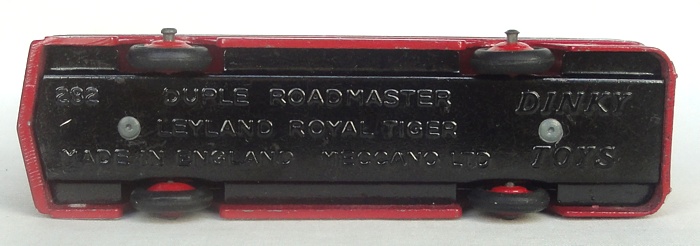 282 DUPLE ROADMASTER
LEYLAND ROYAL TIGER
MADE IN ENGLAND MECCANO LTD
DINKY
TOYS